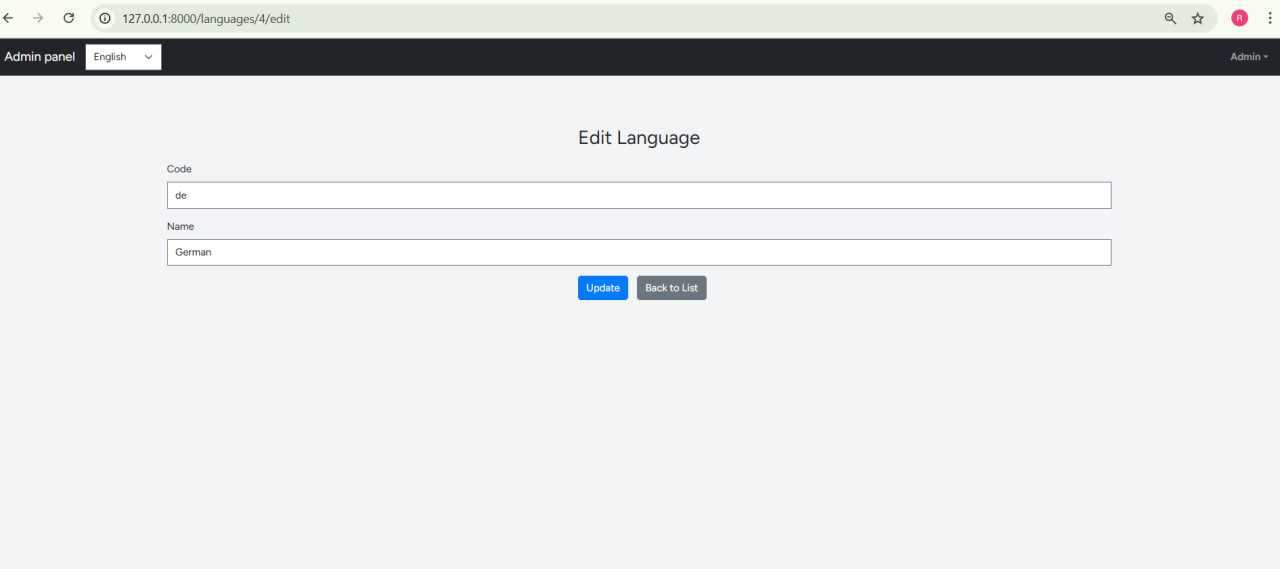 127.0.0.1:8000/languages/4/edit
R
Admin panel English Admin
Edit Language
Code
de
Name
German
Update Back to List